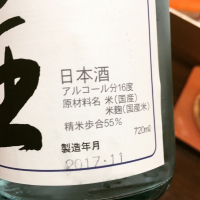 日本酒
アルコール分16度
原材料名 米(国産)
米麹(国産米)
精米歩合55% 720ml
製造年月
2017.11